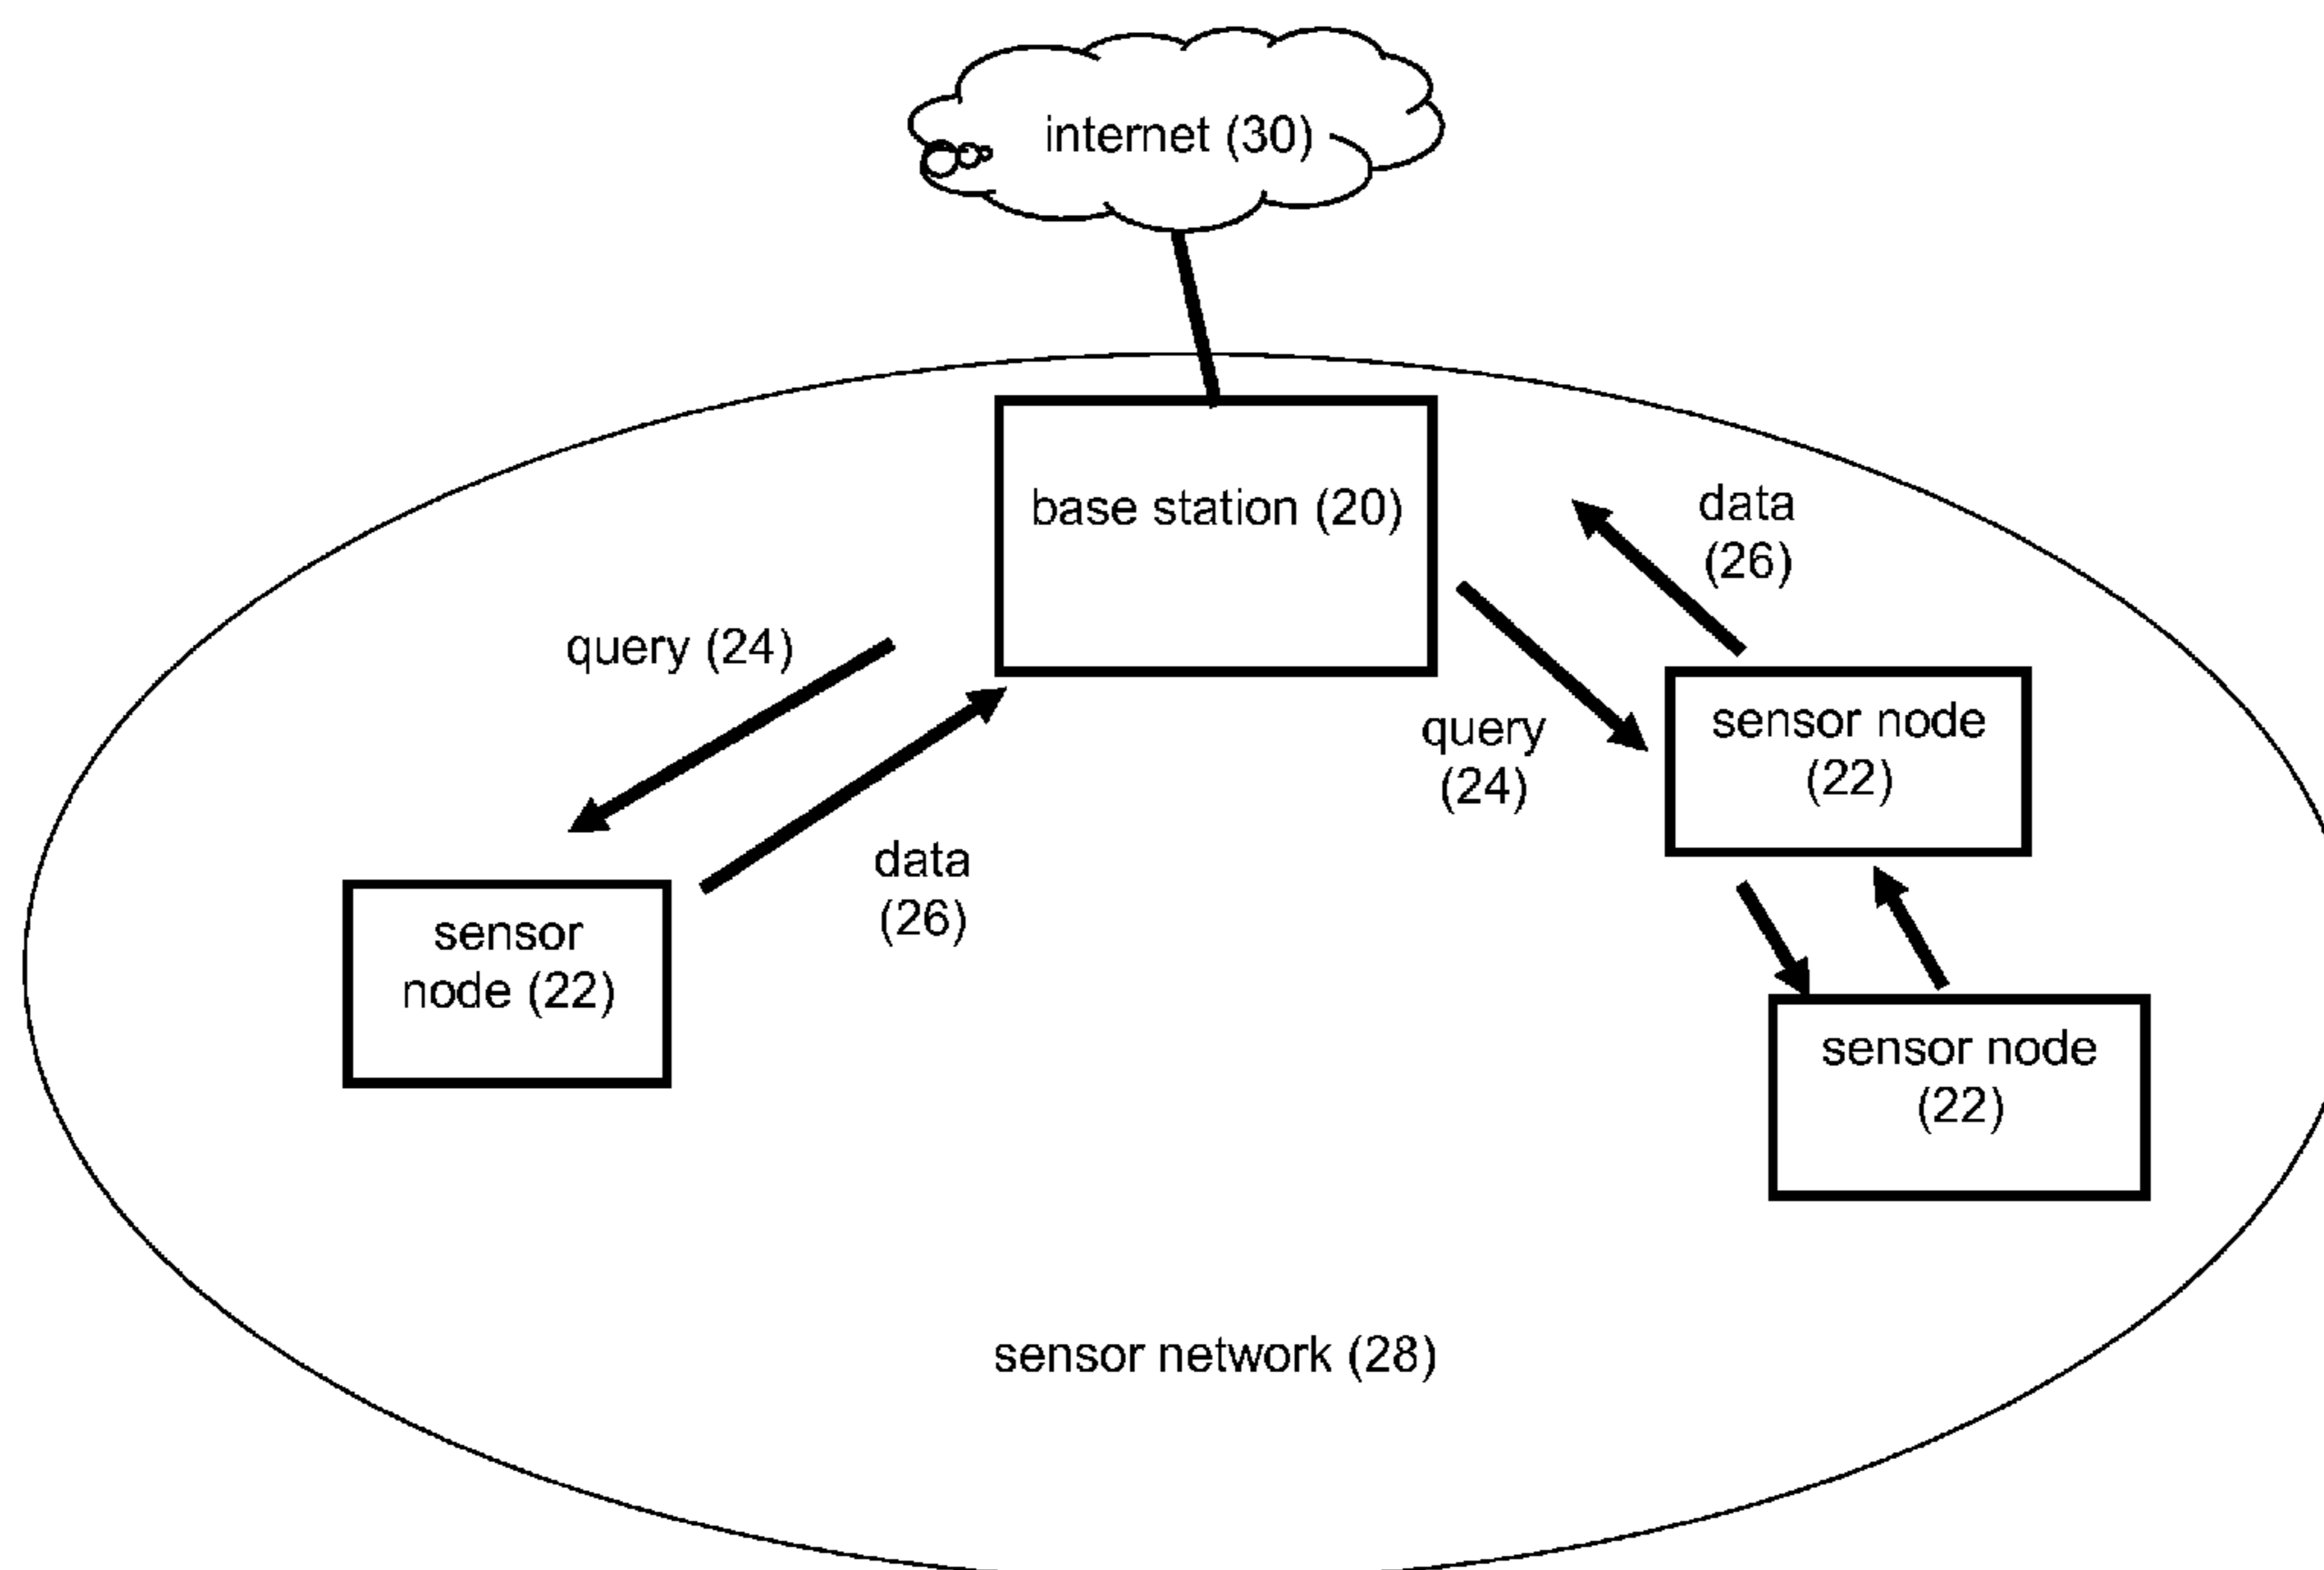 internet (30)
base station (20)
data
(26)
query (24)
query
(24)
sensor node
(22)
data
(26)
sensor
node (22)
sensor node
(22)
sensor network (28)